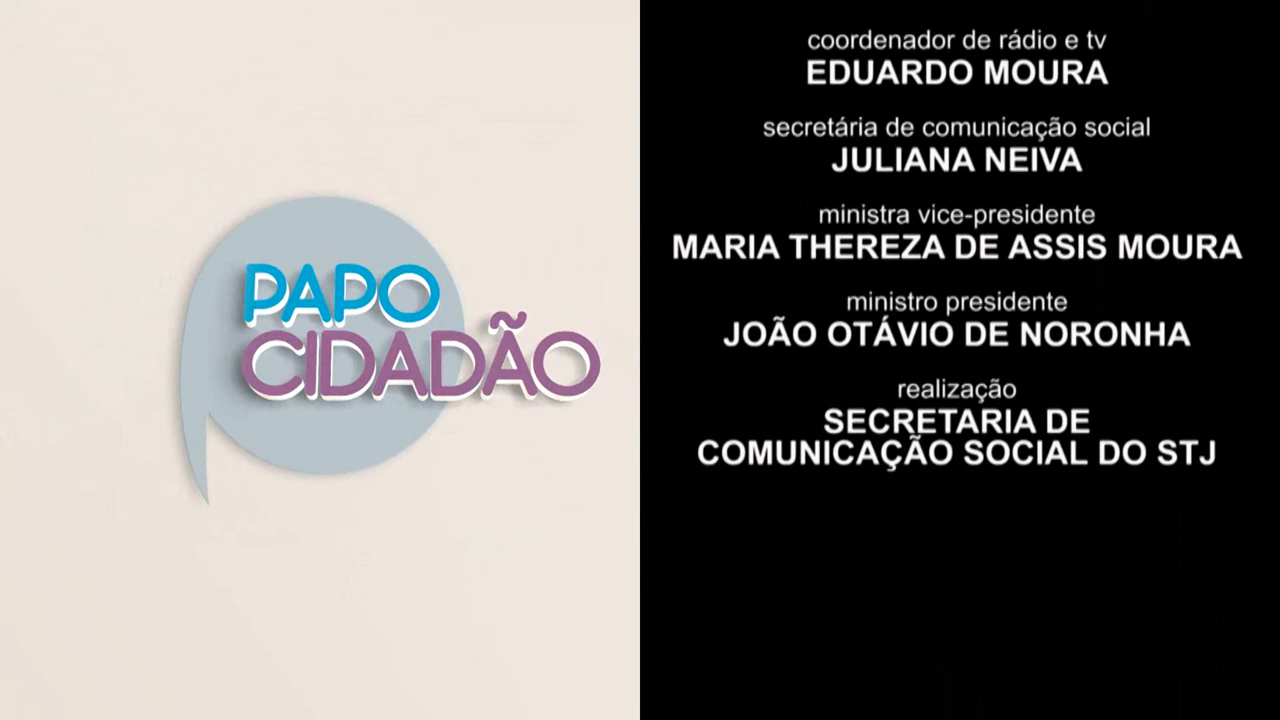 PAPO
CIDADÃO
coordenador de rádio e tv
EDUARDO MOURA
secretária de comunicação social
JULIANA NEIVA
ministra vice-presidente
MARIA THEREZA DE ASSIS MOURA
ministro presidente
JOÃO OTÁVIO DE NORONHA
realização
SECRETARIA DE
COMUNICAÇÃO SOCIAL DO STJ